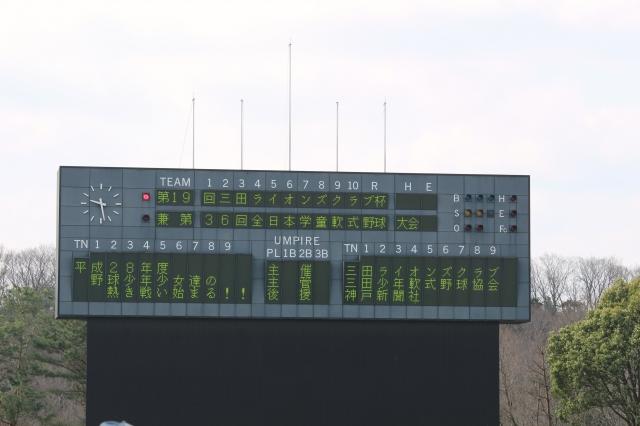 TEAM 1 2 3 4 5 6 7 8 9 10 R H E
第19 回三田ライオンズクラブ杯
兼 第 36回全日本学童軟式野球 大会
B H
S E
O Fc
UMPIRE
TN 1 2 3 4 5 6 7 8 9 PL 1B 2B 3B TN 1 2 3 4 5 6 7 8 9
平成28年度 主催 三田ライオンズクラブ
野球少年少女達の 主管 三田少年軟式野球協会
熱き戦い始まる!! 後援 神戸新聞社